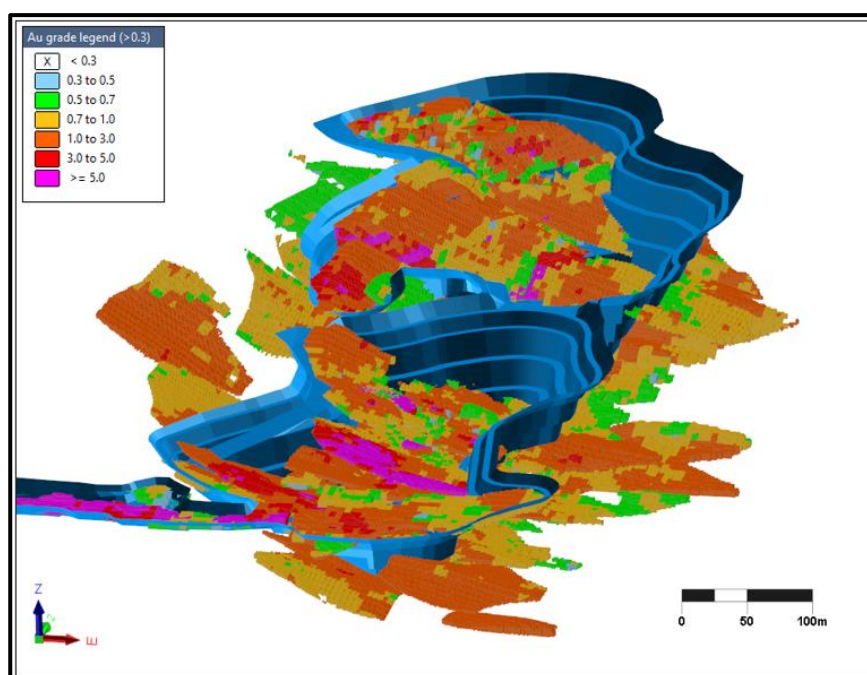 Au grade legend (>0.3)
X < 0.3
0.3 to 0.5
0.5 to 0.7
0.7 to 1.0
1.0 to 3.0
3.0 to 5.0
>= 5.0
Z
E
0 50 100m